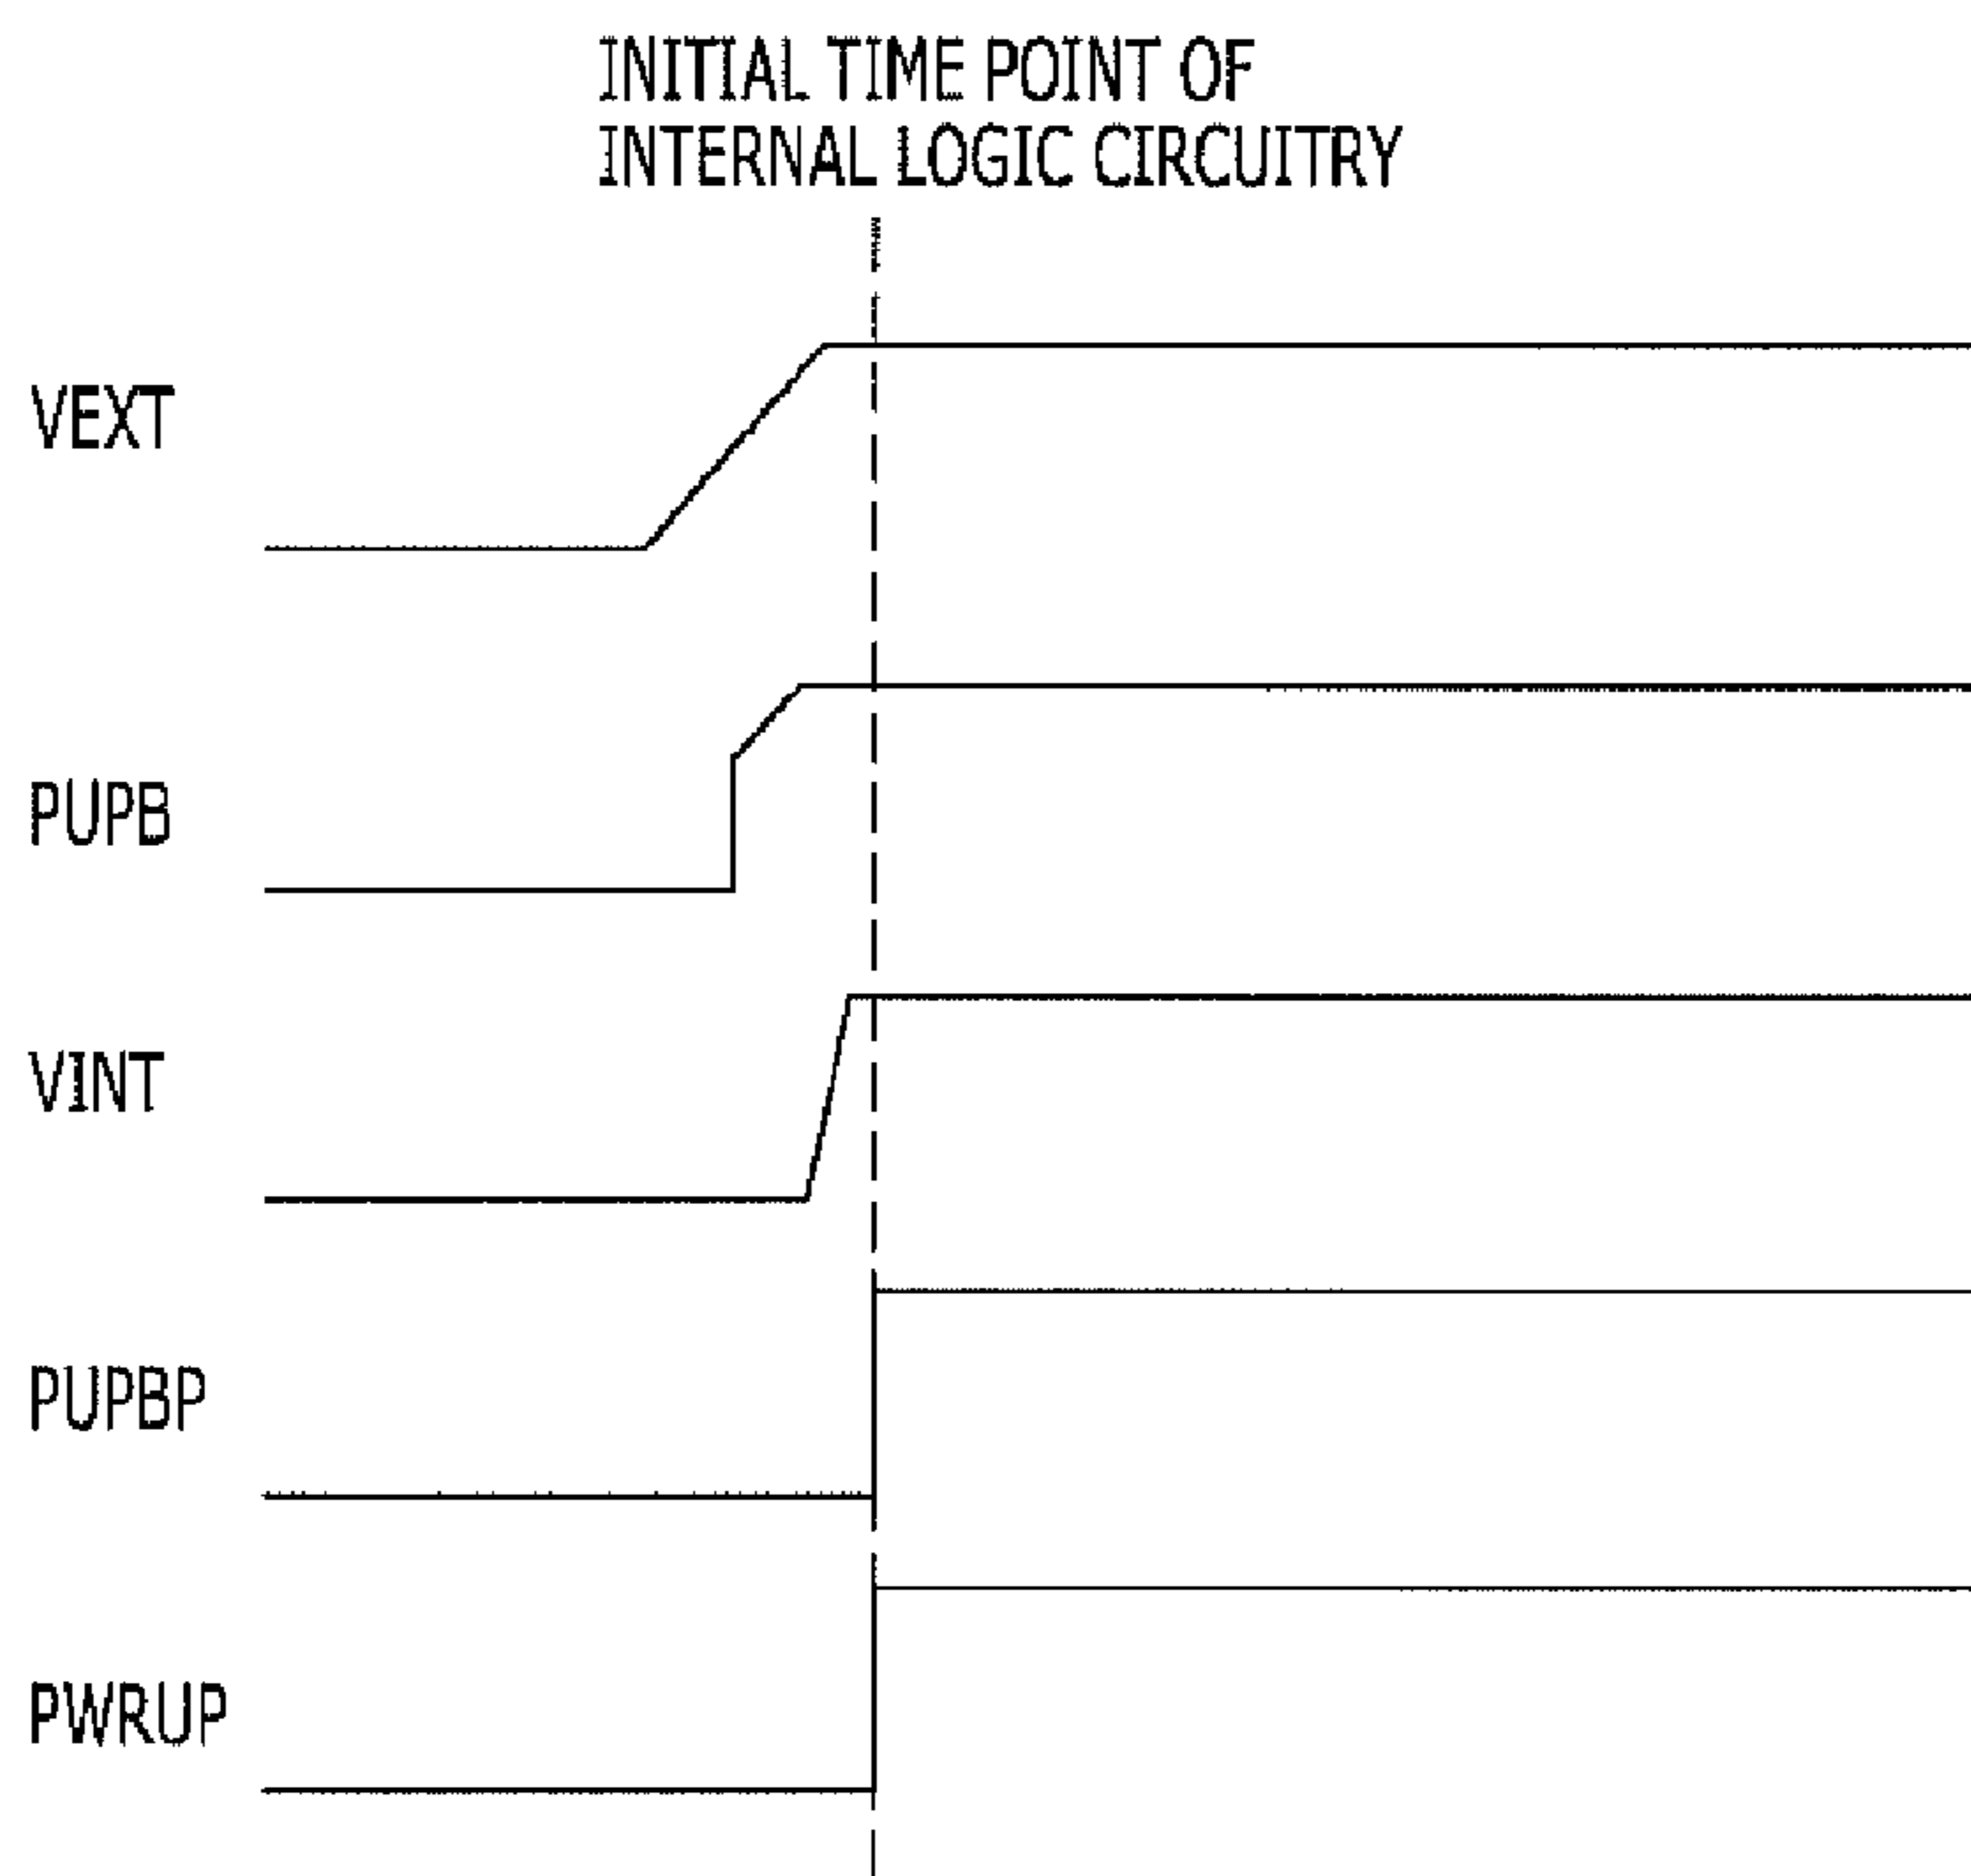 INITIAL TIME POINT OF
INTERNAL LOGIC CIRCUITRY
VEXT
PUPB
VINT
PUPBP
PWRUP